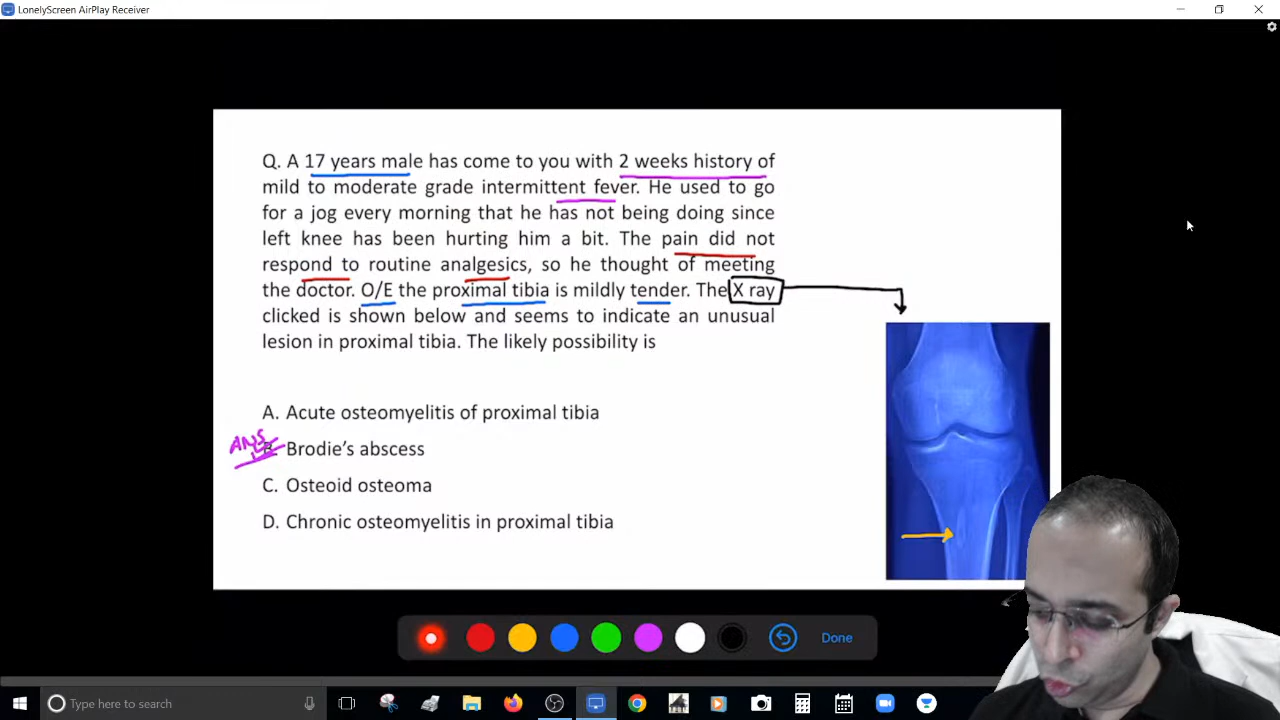 LonelyScreen AirPlay Receiver
Q. A 17 years male has come to you with 2 weeks history of
mild to moderate grade intermittent fever. He used to go
for a jog every morning that he has not being doing since
left knee has been hurting him a bit. The pain did not
respond to routine analgesics, so he thought of meeting
the doctor. O/E the proximal tibia is mildly tender. The X ray
clicked is shown below and seems to indicate an unusual
lesion in proximal tibia. The likely possibility is
A. Acute osteomyelitis of proximal tibia
ANS B. Brodie's abscess
C. Osteoid osteoma
D. Chronic osteomyelitis in proximal tibia
Done
Type here to search